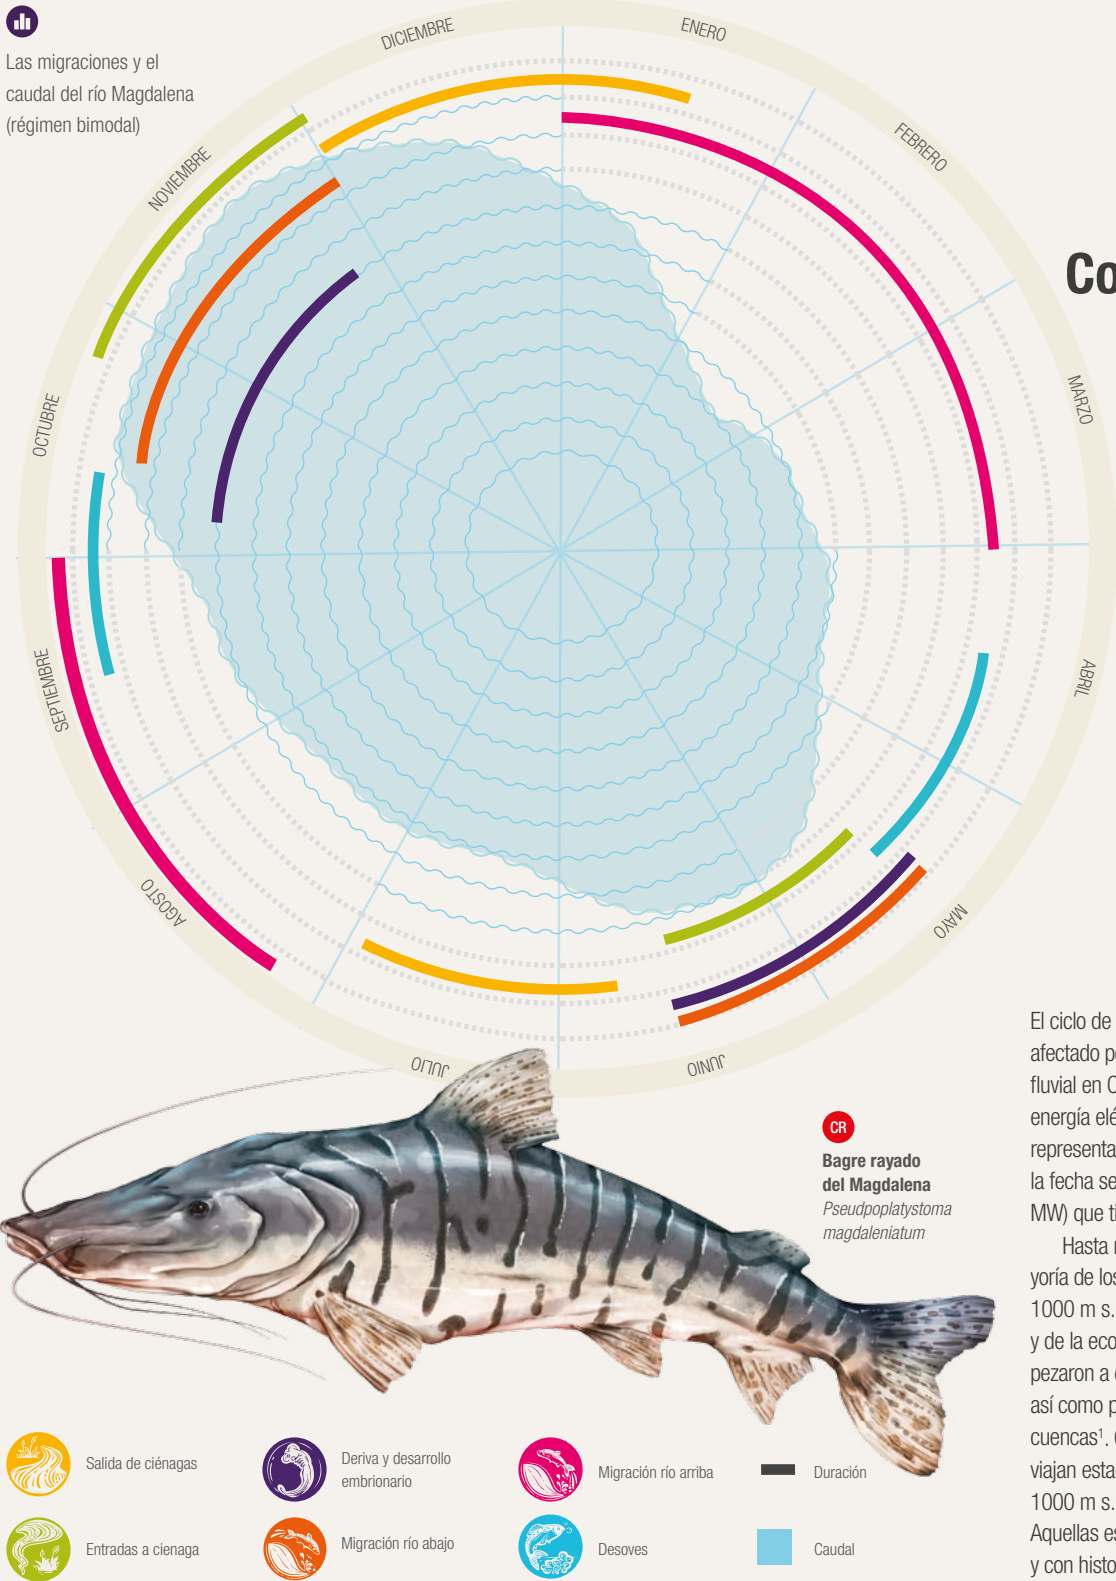 Las migraciones y el
caudal del río Magdalena
(régimen bimodal)
DICIEMBRE
ENERO
FEBRERO
MARZO
ABRIL
MAYO
JUNIO
JULIO
AGOSTO
SEPTIEMBRE
OCTUBRE
NOVIEMBRE
Co
CR
Bagre rayado
del Magdalena
Pseudpoplatystoma
magdaleniatum
El ciclo de
afectado p
fluvial en C
energía elé
representa
la fecha se
MW) que ti
Hasta
yoría de los
1000 m s.
y de la eco
pezaron a
así como p
cuencas¹.
viajan esta
1000 m s.
Aquellas es
y con histo
Salida de ciénagas
Deriva y desarrollo
embrionario
Migración río arriba
Duración
Entradas a cienaga
Migración río abajo
Desoves
Caudal